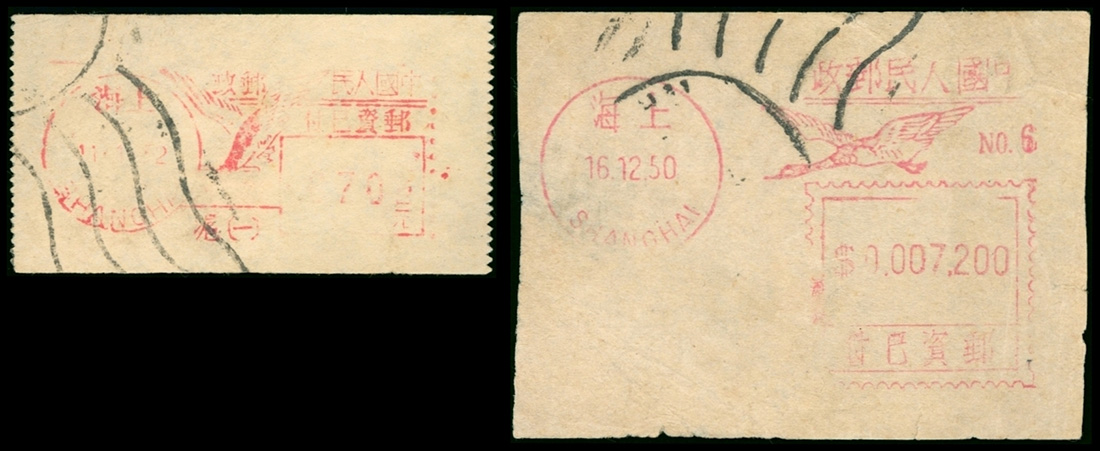 中國人民郵政
上海
郵資已付
SHANGHAI
中國人民郵政
上海
NO. 6
16.12.50
SHANGHAI
0.007,200
郵資已付